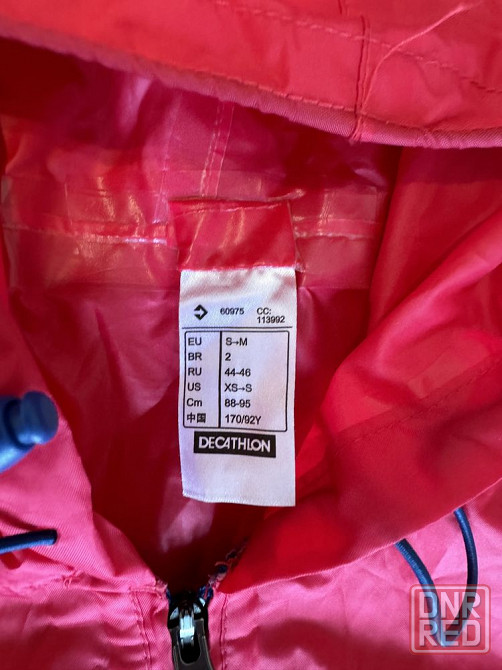 60975 CC:
113992
EU S→M
BR 2
RU 44-46
US XS→S
Cm 88-95
中国 170/92Y
DECATHLON
DNR
RED